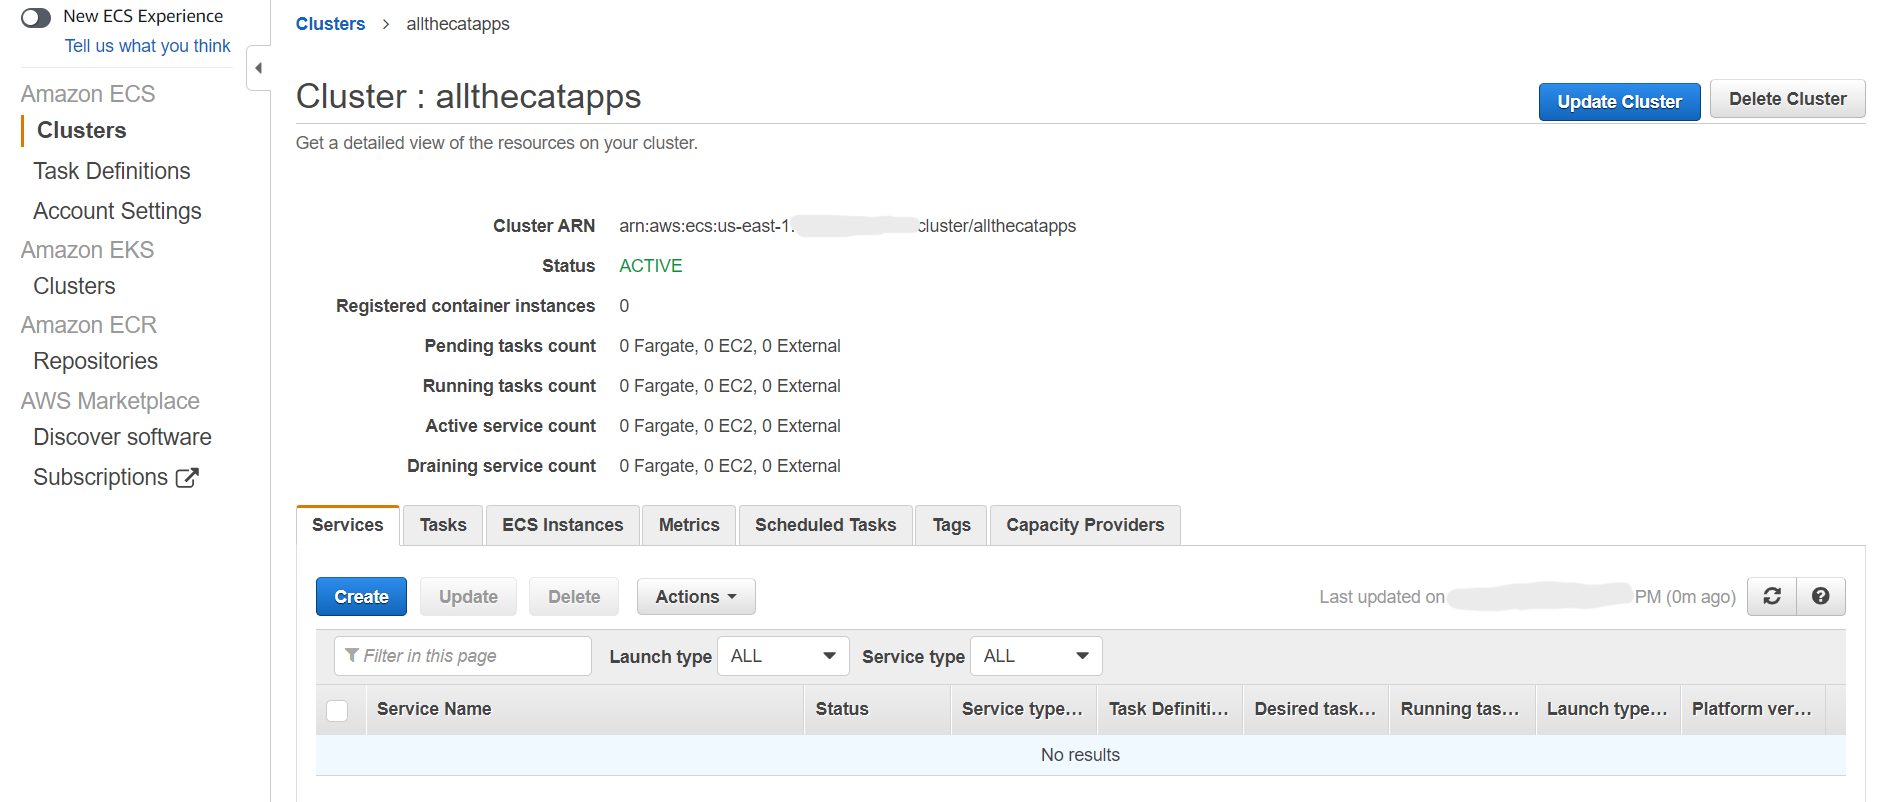 New ECS Experience
Tell us what you think
Amazon ECS
Clusters
Task Definitions
Account Settings
Amazon EKS
Clusters
Amazon ECR
Repositories
AWS Marketplace
Discover software
Subscriptions
Clusters > allthecatapps
Cluster : allthecatapps
Update Cluster
Delete Cluster
Get a detailed view of the resources on your cluster.
Cluster ARN arn:aws:ecs:us-east-1: cluster/allthecatapps
Status ACTIVE
Registered container instances 0
Pending tasks count 0 Fargate, 0 EC2, 0 External
Running tasks count 0 Fargate, 0 EC2, 0 External
Active service count 0 Fargate, 0 EC2, 0 External
Draining service count 0 Fargate, 0 EC2, 0 External
Services Tasks ECS Instances Metrics Scheduled Tasks Tags Capacity Providers
Create Update Delete Actions Last updated on PM (0m ago)
Filter in this page Launch type ALL Service type ALL
Service Name Status Service type... Task Definiti... Desired task... Running tas... Launch type... Platform ver...
No results